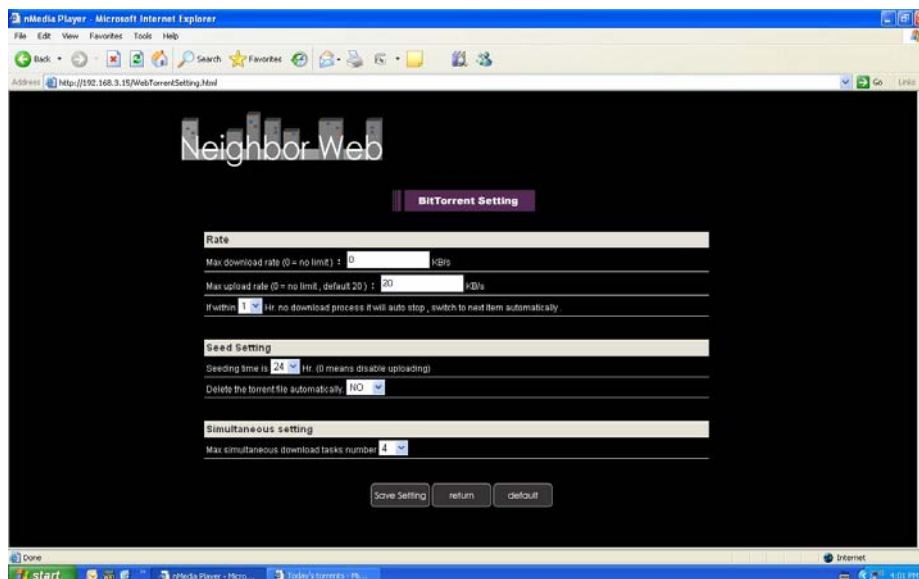 nMedia Player - Microsoft Internet Explorer
File Edit View Favorites Tools Help
Back Search Favorites
Address http://192.168.3.15/WebTorrentSetting.html Go Links
Neighbor Web
BitTorrent Setting
Rate
Max download rate (0 = no limit) : 0 KB/s
Max upload rate (0 = no limit , default 20 ) : 20 KB/s
If within 1 Hr. no download process it will auto stop , switch to next item automatically .
Seed Setting
Seeding time is 24 Hr. (0 means disable uploading)
Delete the torrent file automatically. NO
Simultaneous setting
Max simultaneous download tasks number 4
Save Setting return default
Done Internet
start nMedia Player - Micro... Today's torrents - Mi... 4:01 PM